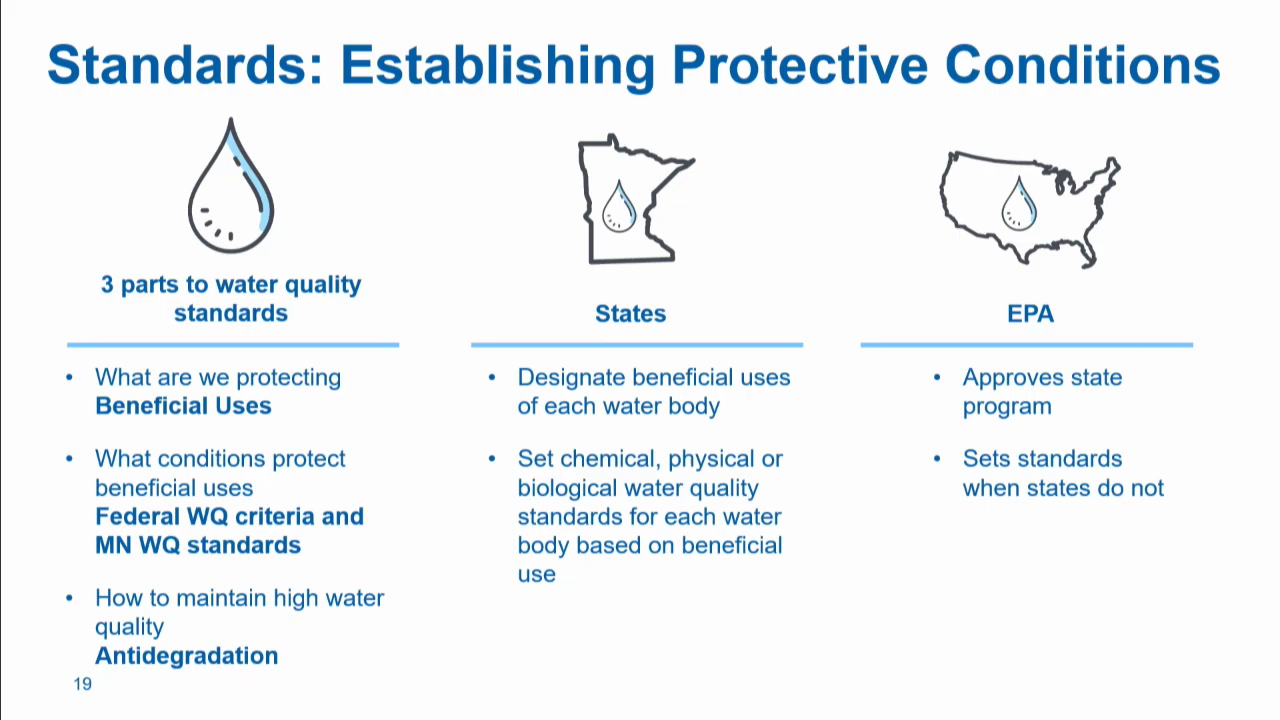 Standards: Establishing Protective Conditions
3 parts to water quality
standards
• What are we protecting
Beneficial Uses
• What conditions protect
beneficial uses
Federal WQ criteria and
MN WQ standards
• How to maintain high water
quality
Antidegradation
States
• Designate beneficial uses
of each water body
• Set chemical, physical or
biological water quality
standards for each water
body based on beneficial
use
EPA
• Approves state
program
• Sets standards
when states do not
19